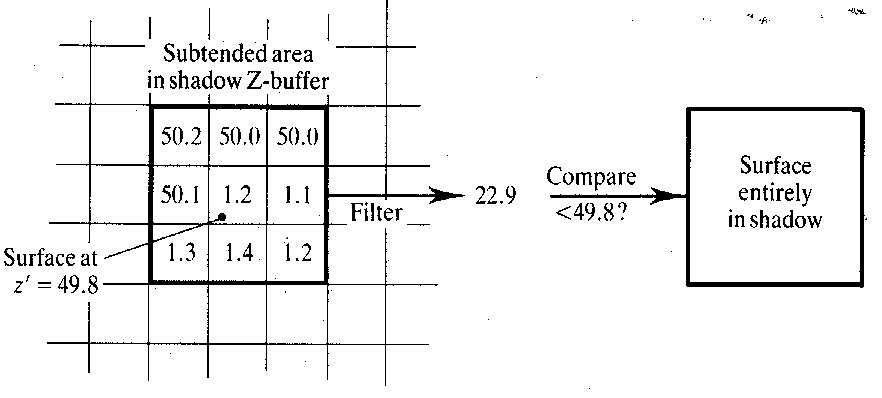 Subtended area
in shadow Z-buffer
50.2 50.0 50.0
50.1 1.2 1.1
1.3 1.4 1.2
Surface at
z' = 49.8
Filter
22.9
Compare
<49.8?
Surface
entirely
in shadow